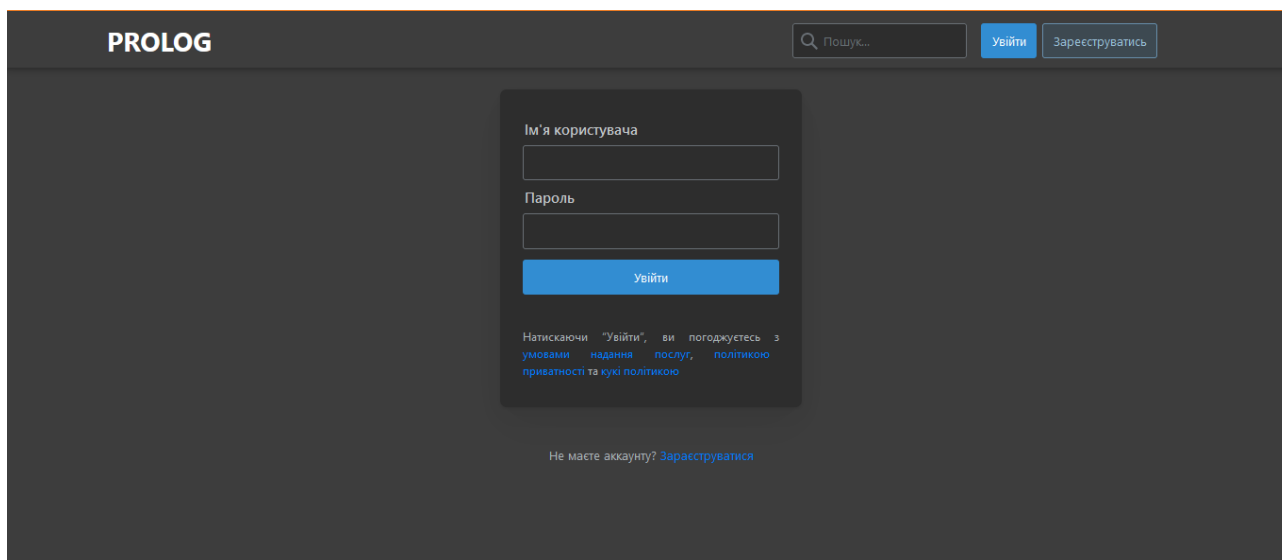 PROLOG
Пошук...
Увійти
Зареєструватись
Ім'я користувача
Пароль
Увійти
Натискаючи "Увійти", ви погоджуєтесь з
умовами надання послуг, політикою
приватності та кукі політикою
Не маєте аккаунту? Зараєструватися